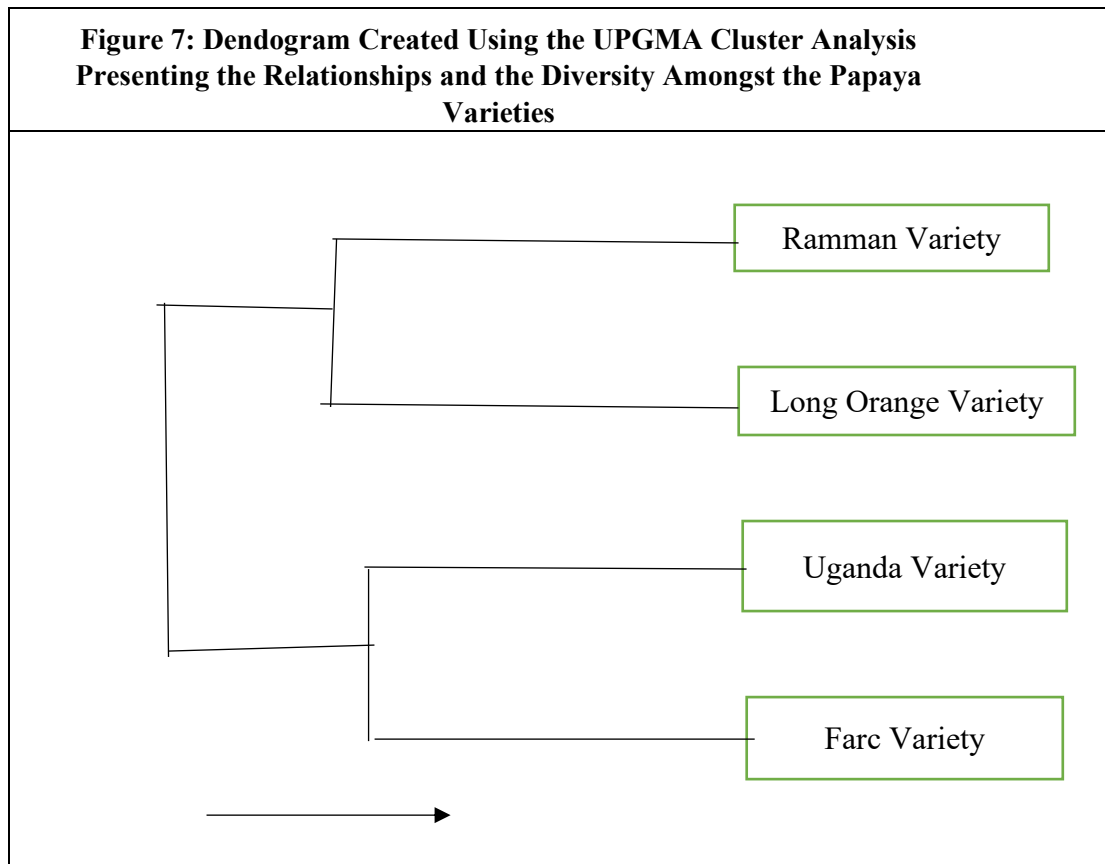 Figure 7: Dendogram Created Using the UPGMA Cluster Analysis
Presenting the Relationships and the Diversity Amongst the Papaya
Varieties
Ramman Variety
Long Orange Variety
Uganda Variety
Farc Variety